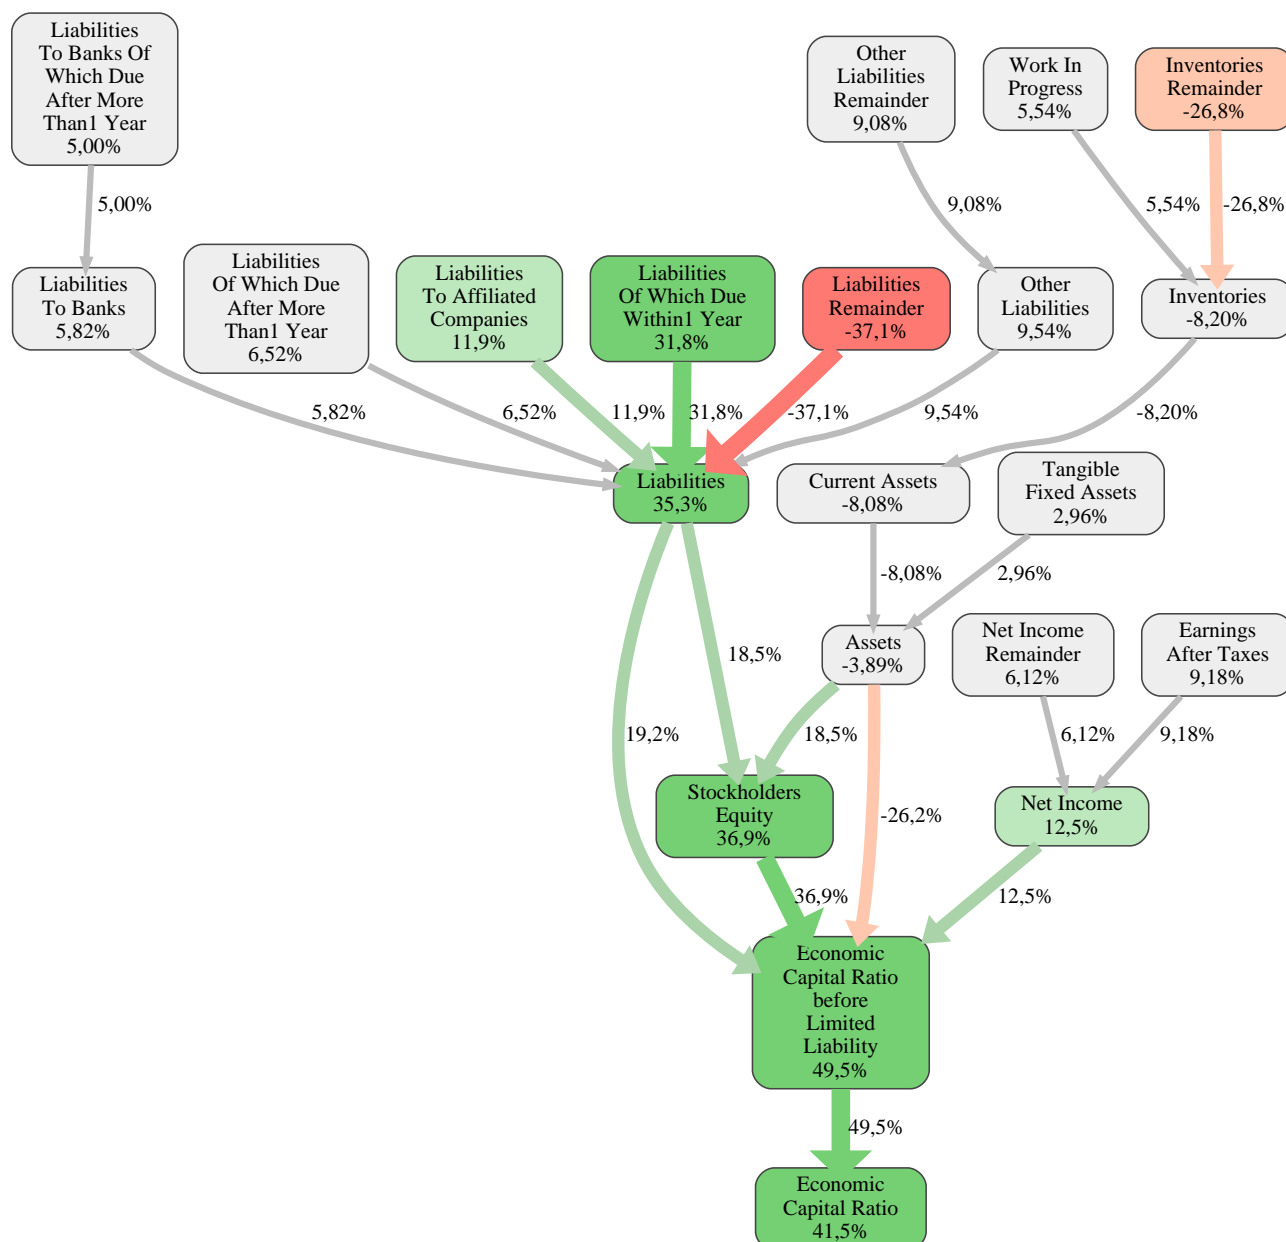 Liabilities
To Banks Of
Which Due
After More
Than1 Year
5,00%
Other
Liabilities
Remainder
9,08%
Work In
Progress
5,54%
Inventories
Remainder
-26,8%
5,00%
9,08%
5,54%
-26,8%
Liabilities
To Banks
5,82%
Liabilities
Of Which Due
After More
Than1 Year
6,52%
Liabilities
To Affiliated
Companies
11,9%
Liabilities
Of Which Due
Within1 Year
31,8%
Liabilities
Remainder
-37,1%
Other
Liabilities
9,54%
Inventories
-8,20%
5,82%
6,52%
11,9%
31,8%
-37,1%
9,54%
-8,20%
Liabilities
35,3%
Current Assets
-8,08%
Tangible
Fixed Assets
2,96%
-8,08%
2,96%
18,5%
Assets
-3,89%
Net Income
Remainder
6,12%
Earnings
After Taxes
9,18%
19,2%
18,5%
6,12%
9,18%
Stockholders
Equity
36,9%
-26,2%
Net Income
12,5%
36,9%
12,5%
Economic
Capital Ratio
before
Limited
Liability
49,5%
49,5%
Economic
Capital Ratio
41,5%